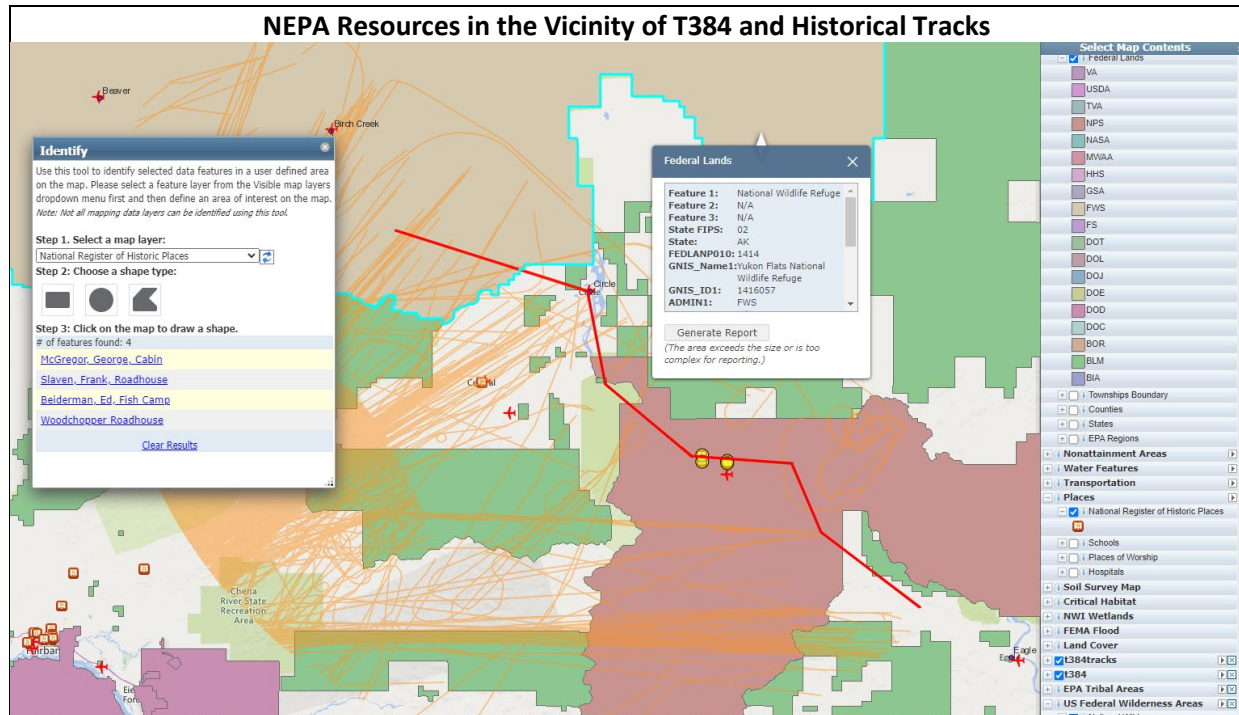 NEPA Resources in the Vicinity of T384 and Historical Tracks
Beaver
Birch Creek
Identify
Use this tool to identify selected data features in a user defined area
on the map. Please select a feature layer from the Visible map layers
dropdown menu first and then define an area of interest on the map.
Note: Not all mapping data layers can be identified using this tool.
Step 1. Select a map layer:
National Register of Historic Places
Step 2: Choose a shape type:
Step 3: Click on the map to draw a shape.
# of features found: 4
McGregor, George, Cabin
Slaven, Frank, Roadhouse
Beiderman, Ed, Fish Camp
Woodchopper Roadhouse
Clear Results
Federal Lands
Feature 1: National Wildlife Refuge
Feature 2: N/A
Feature 3: N/A
State FIPS: 02
State: AK
FEDLANP010: 1414
GNIS_Name1: Yukon Flats National
Wildlife Refuge
GNIS_ID1: 1416057
ADMIN1: FWS
Generate Report
(The area exceeds the size or is too
complex for reporting.)
Circle
Chena
River State
Recreation
Area
Fairban
Eie
Fore
Eagle
Select Map Contents
Federal Lands
VA
USDA
TVA
NPS
NASA
MWAA
HHS
GSA
FWS
FS
DOT
DOL
DOJ
DOE
DOD
DOC
BOR
BLM
BIA
Townships Boundary
Counties
States
EPA Regions
Nonattainment Areas
Water Features
Transportation
Places
National Register of Historic Places
Schools
Places of Worship
Hospitals
Soil Survey Map
Critical Habitat
NWI Wetlands
FEMA Flood
Land Cover
t384tracks
t384
EPA Tribal Areas
US Federal Wilderness Areas